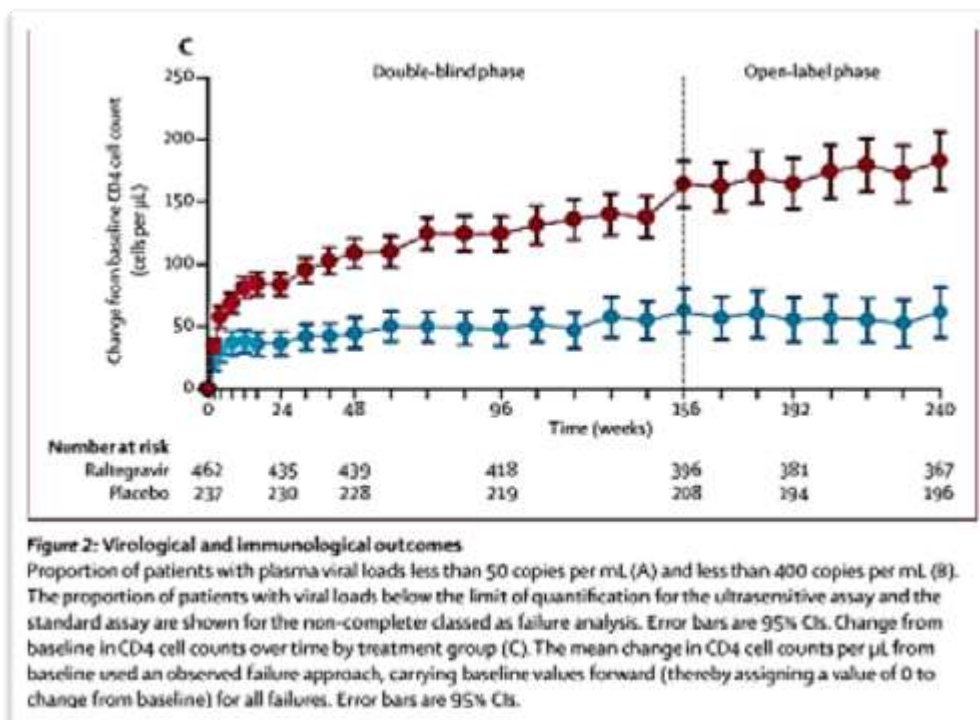 C
Double-blind phase Open-label phase
Change from baseline CD4 cell count
(cells per µL)
250
200
150
100
50
0
0 24 48 96 156 192 240
Time (weeks)
Number at risk
Raltegravir 462 435 439 418 396 381 367
Placebo 237 230 228 219 208 194 196
Figure 2: Virological and immunological outcomes
Proportion of patients with plasma viral loads less than 50 copies per mL (A) and less than 400 copies per mL (B).
The proportion of patients with viral loads below the limit of quantification for the ultrasensitive assay and the
standard assay are shown for the non-completer classed as failure analysis. Error bars are 95% CIs. Change from
baseline in CD4 cell counts over time by treatment group (C). The mean change in CD4 cell counts per µL from
baseline used an observed failure approach, carrying baseline values forward (thereby assigning a value of 0 to
change from baseline) for all failures. Error bars are 95% CIs.